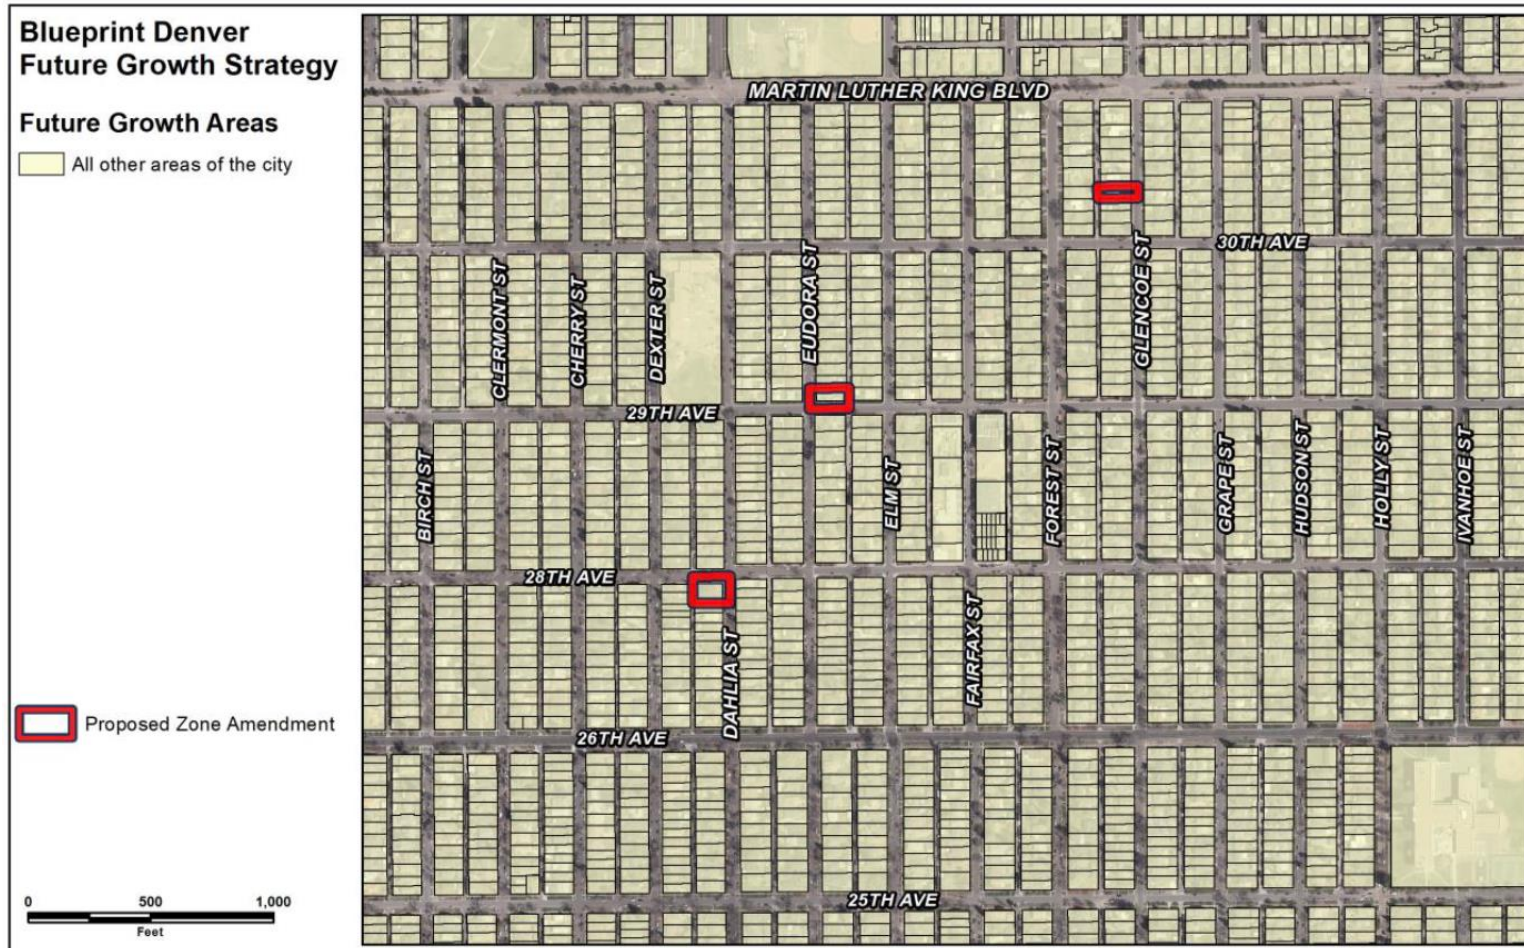 Blueprint Denver
Future Growth Strategy
Future Growth Areas
All other areas of the city
Proposed Zone Amendment
0 500 1,000
Feet
MARTIN LUTHER KING BLVD
30TH AVE
CLERMONT ST
CHERRY ST
DEXTER ST
EUDORA ST
GLENCOE ST
29TH AVE
BIRCH ST
ELM ST
FOREST ST
GRAPE ST
HUDSON ST
HOLLY ST
IVANHOE ST
28TH AVE
DAHLIA ST
FAIRFAX ST
26TH AVE
25TH AVE